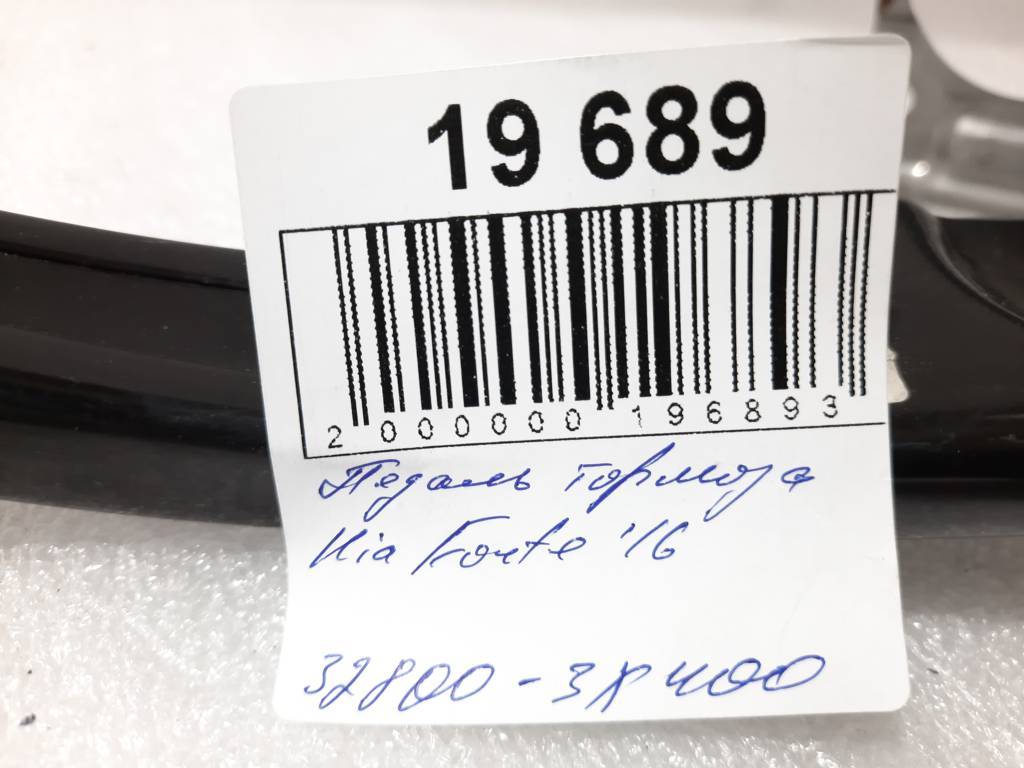 19 689
2 000000 196893
Педаль тормоза
Kia Forte '16
32800-3X400